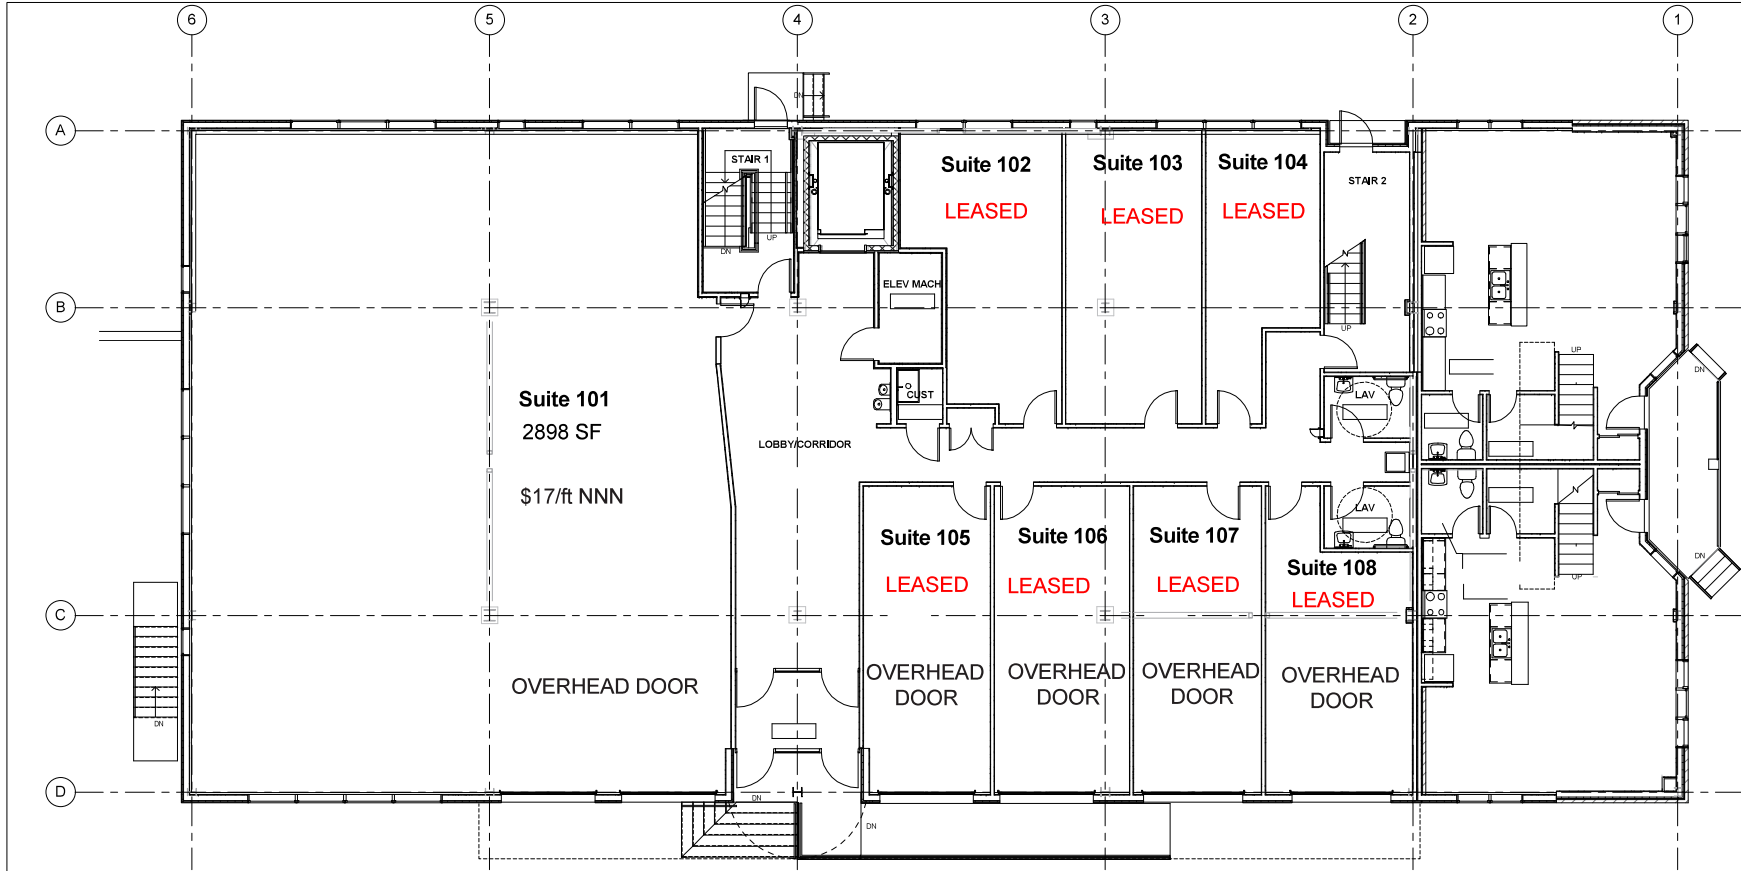 6
5
4
3
2
1
DN
A
STAIR 1
Suite 102
Suite 103
Suite 104
STAIR 2
LEASED
LEASED
LEASED
N
UP
DN
N
ELEV MACH
B
UP
UP
DN
Suite 101
CUST
LAV
2898 SF
LOBBY/CORRIDOR
N
$17/ft NNN
N
LAV
Suite 105
Suite 106
Suite 107
Suite 108
DN
LEASED
LEASED
LEASED
LEASED
UP
C
OVERHEAD DOOR
OVERHEAD
DOOR
OVERHEAD
DOOR
OVERHEAD
DOOR
OVERHEAD
DOOR
DN
D
DN
DN